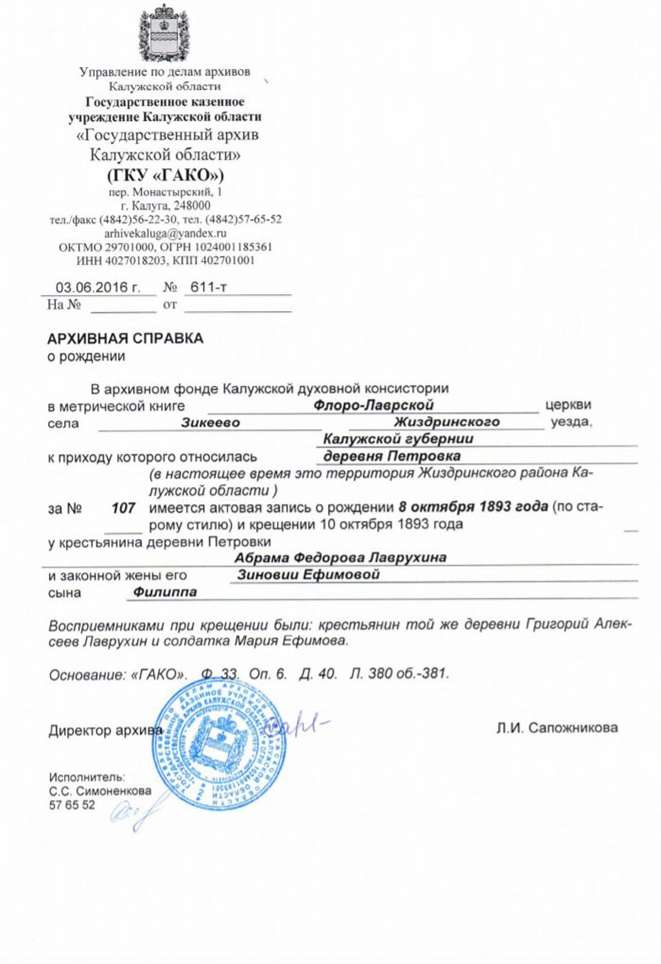 Управление по делам архивов
Калужской области
Государственное казенное
учреждение Калужской области
«Государственный архив
Калужской области»
(ГКУ «ГАКО»)
пер. Монастырский, 1
г. Калуга, 248000
тел./факс (4842)56-22-30, тел. (4842)57-65-52
arhivekaluga@yandex.ru
ОКТМО 29701000, ОГРН 1024001185361
ИНН 4027018203, КПП 402701001
03.06.2016 г. № 611-т
На № от
АРХИВНАЯ СПРАВКА
о рождении
В архивном фонде Калужской духовной консистории
в метрической книге Флоро-Лаврской церкви
села Зикеево Жиздринского уезда,
Калужской губернии
к приходу которого относилась деревня Петровка
(в настоящее время это территория Жиздринского района Ка-
лужской области )
за № 107 имеется актовая запись о рождении 8 октября 1893 года (по ста-
рому стилю) и крещении 10 октября 1893 года
у крестьянина деревни Петровки
Абрама Федорова Лаврухина
и законной жены его Зиновии Ефимовой
сына Филиппа
Восприемниками при крещении были: крестьянин той же деревни Григорий Алек-
сеев Лаврухин и солдатка Мария Ефимова.
Основание: «ГАКО». Ф. 33. Оп. 6. Д. 40. Л. 380 об.-381.
Директор архива Л.И. Сапожникова
Исполнитель:
С.С. Симоненкова
57 65 52